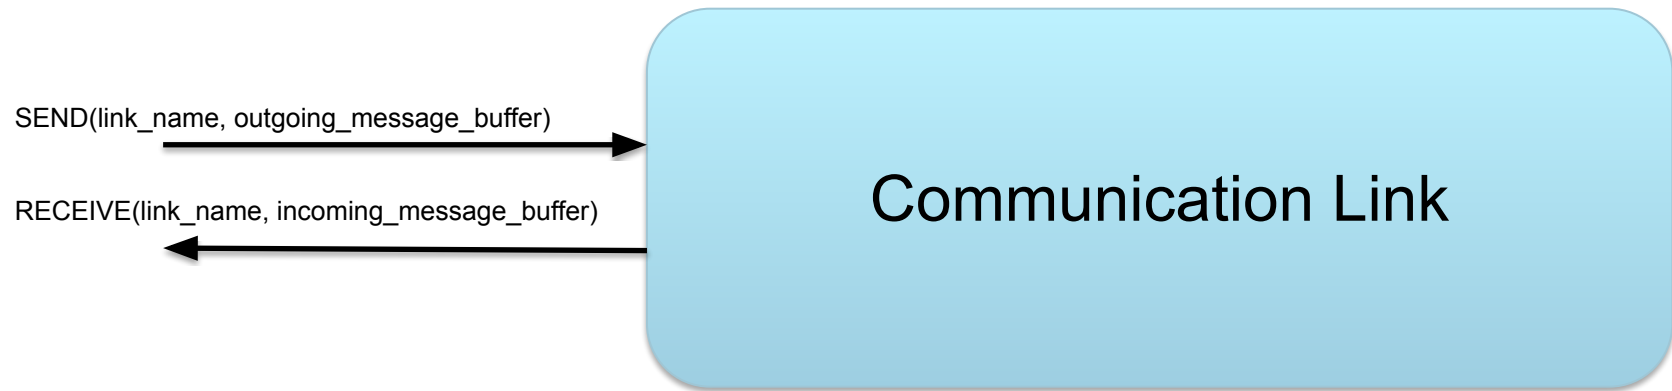 SEND(link_name, outgoing_message_buffer)
RECEIVE(link_name, incoming_message_buffer)
Communication Link